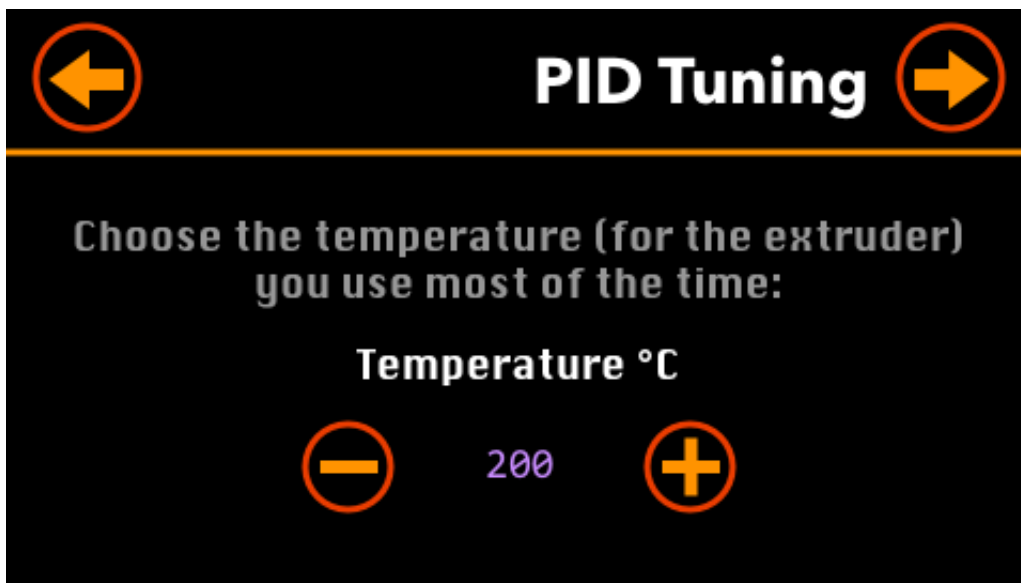 PID Tuning
Choose the temperature (for the extruder)
you use most of the time:
Temperature °C
200